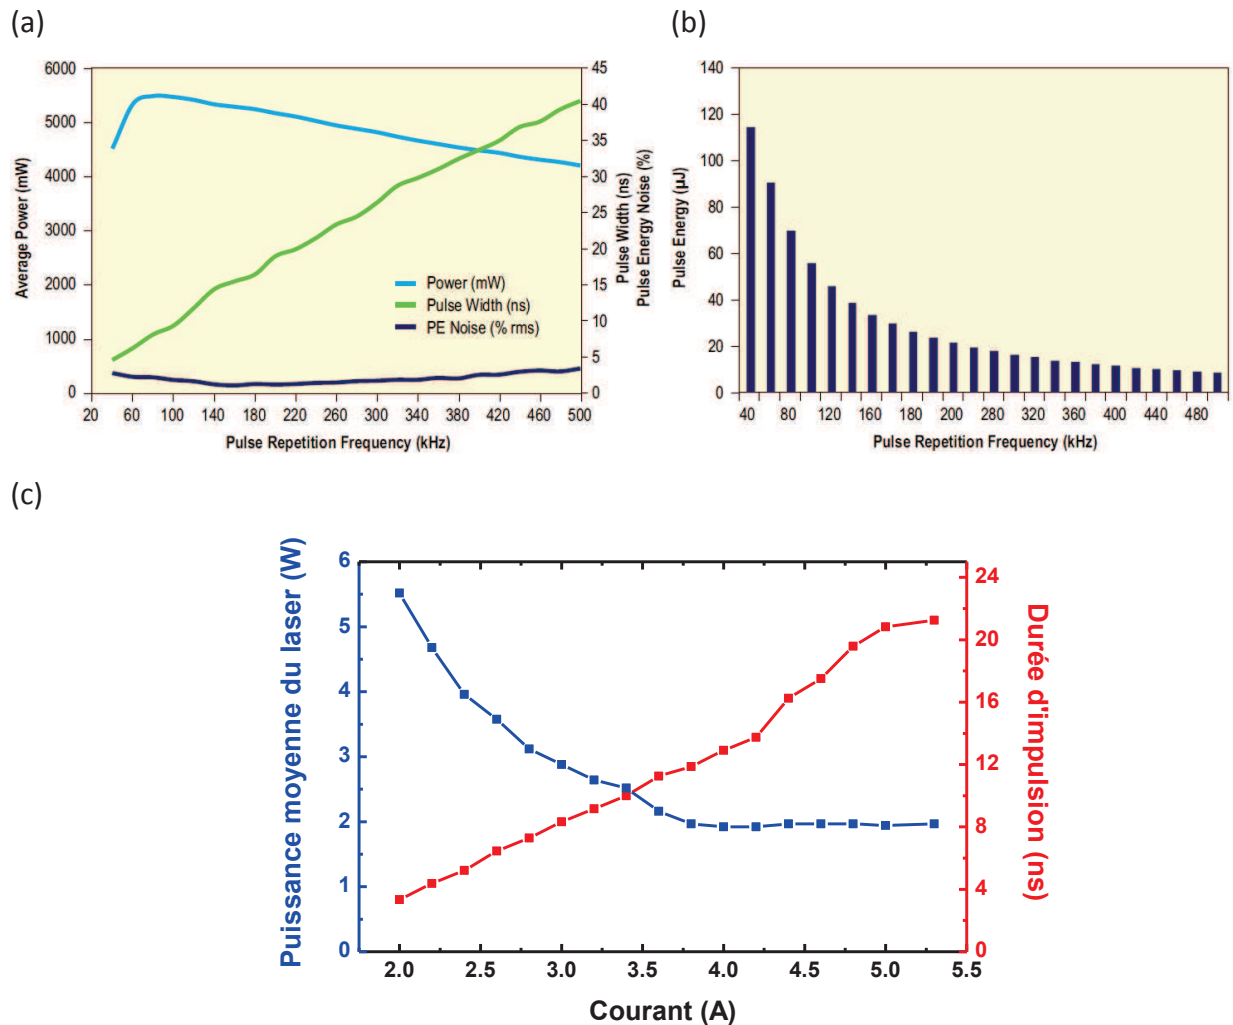 (a)
(b)
6000
5000
4000
3000
2000
1000
0
Average Power (mW)
45
40
35
30
25
20
15
10
5
0
Pulse Width (ns)
Pulse Energy Noise (%)
Power (mW)
Pulse Width (ns)
PE Noise (% rms)
20 60 100 140 180 220 260 300 340 380 420 460 500
Pulse Repetition Frequency (kHz)
140
120
100
80
60
40
20
0
Pulse Energy (µJ)
40 80 120 160 180 200 280 320 360 400 440 480
Pulse Repetition Frequency (kHz)
(c)
Puissance moyenne du laser (W)
6
5
4
3
2
1
0
24
20
16
12
8
4
0
Durée d'impulsion (ns)
2.0 2.5 3.0 3.5 4.0 4.5 5.0 5.5
Courant (A)